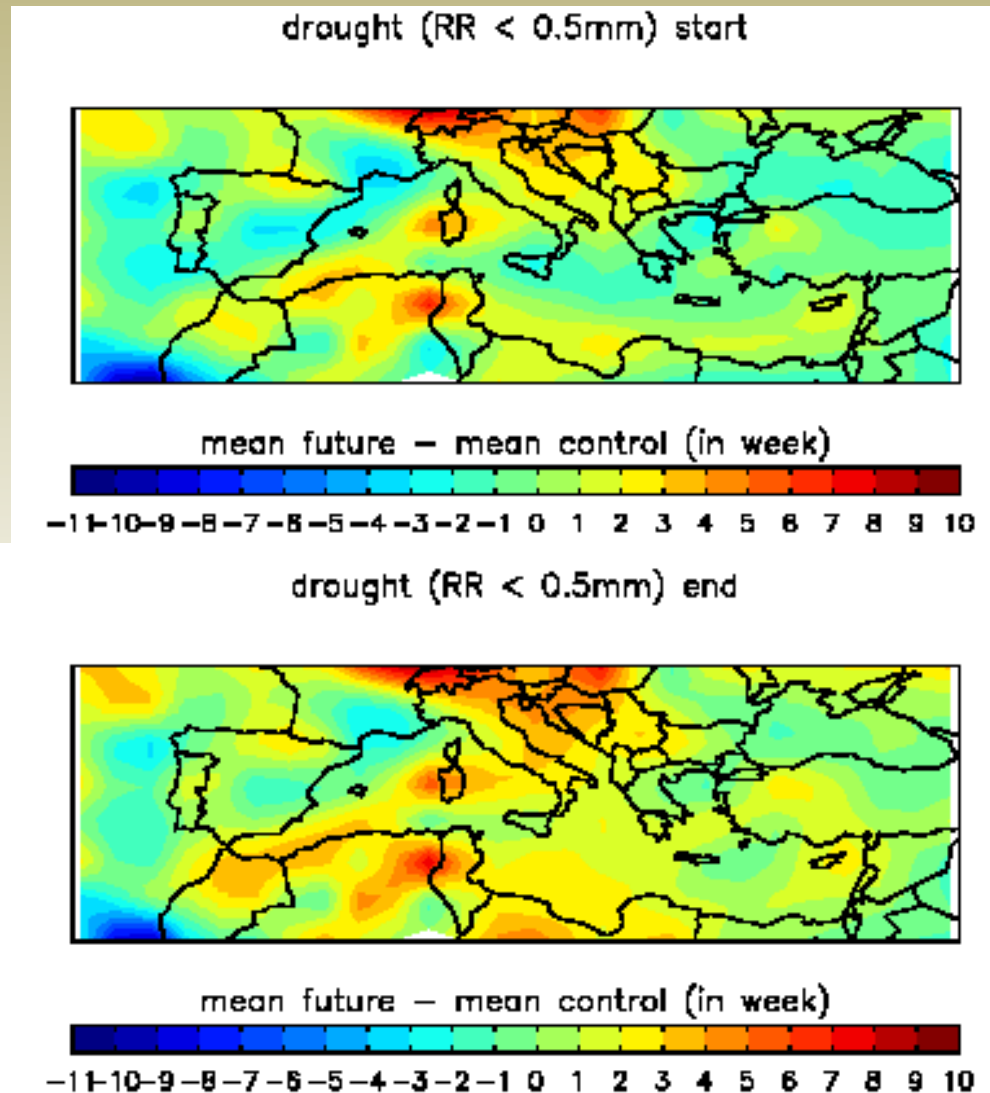 drought (RR < 0.5mm) start
mean future − mean control (in week)
−11−10−9 −8 −7 −6 −5 −4 −3 −2 −1 0 1 2 3 4 5 6 7 8 9 10
drought (RR < 0.5mm) end
mean future − mean control (in week)
−11−10−9 −8 −7 −6 −5 −4 −3 −2 −1 0 1 2 3 4 5 6 7 8 9 10